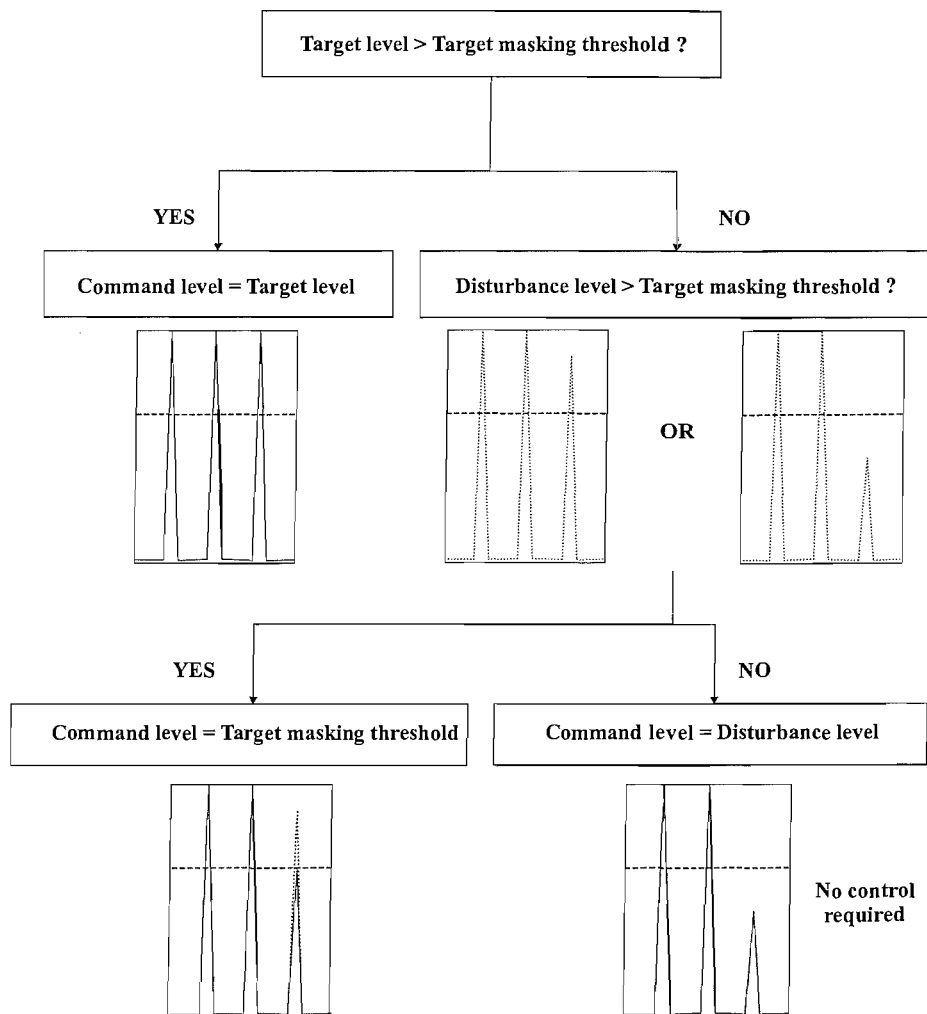 Target level > Target masking threshold ?
YES
NO
Command level = Target level
Disturbance level > Target masking threshold ?
OR
YES
NO
Command level = Target masking threshold
Command level = Disturbance level
No control
required